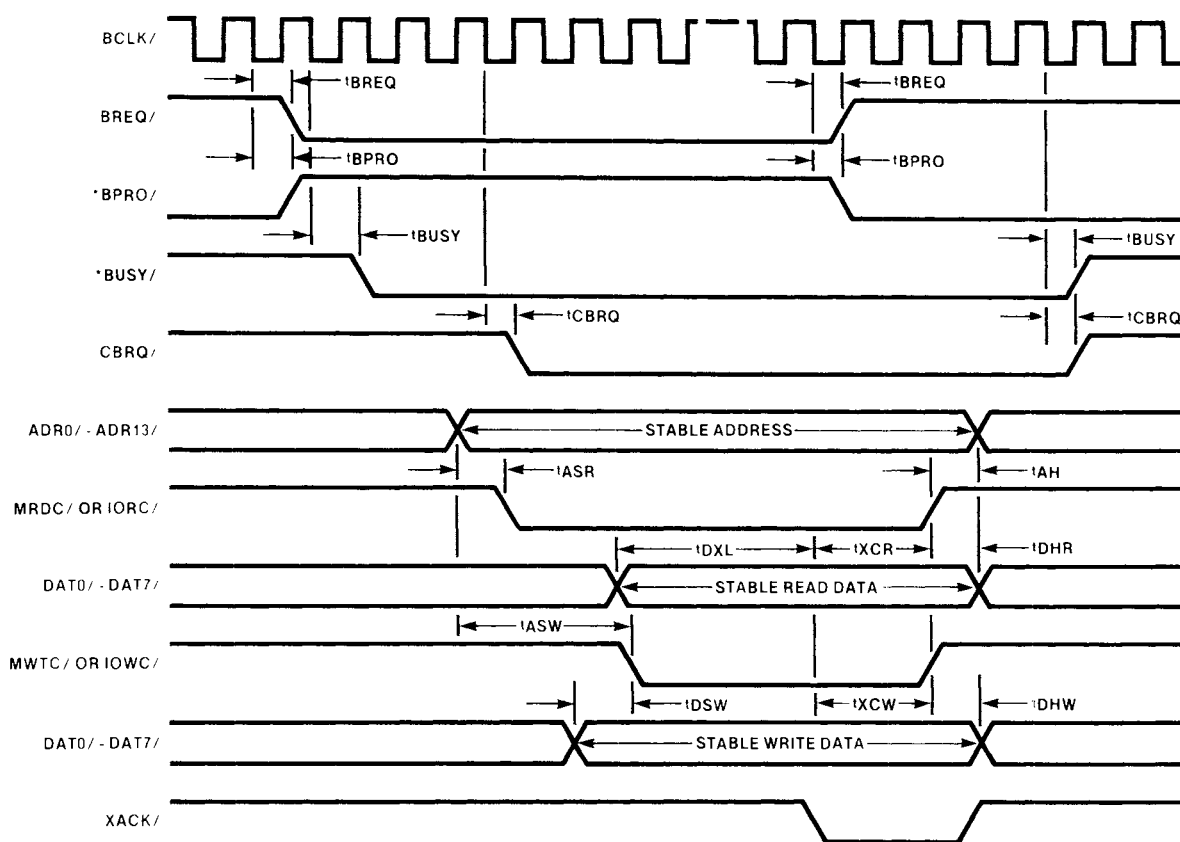 BCLK/
tBREQ tBREQ
BREQ/
tBPRO tBPRO
*BPRO/
tBUSY tBUSY
*BUSY/
tCBRQ tCBRQ
CBRQ/
ADR0/ - ADR13/ STABLE ADDRESS
tASR tAH
MRDC/ OR IORC/
tDXL tXCR tDHR
DAT0/ - DAT7/ STABLE READ DATA
tASW
MWTC/ OR IOWC/
tDSW tXCW tDHW
DAT0/ - DAT7/ STABLE WRITE DATA
XACK/